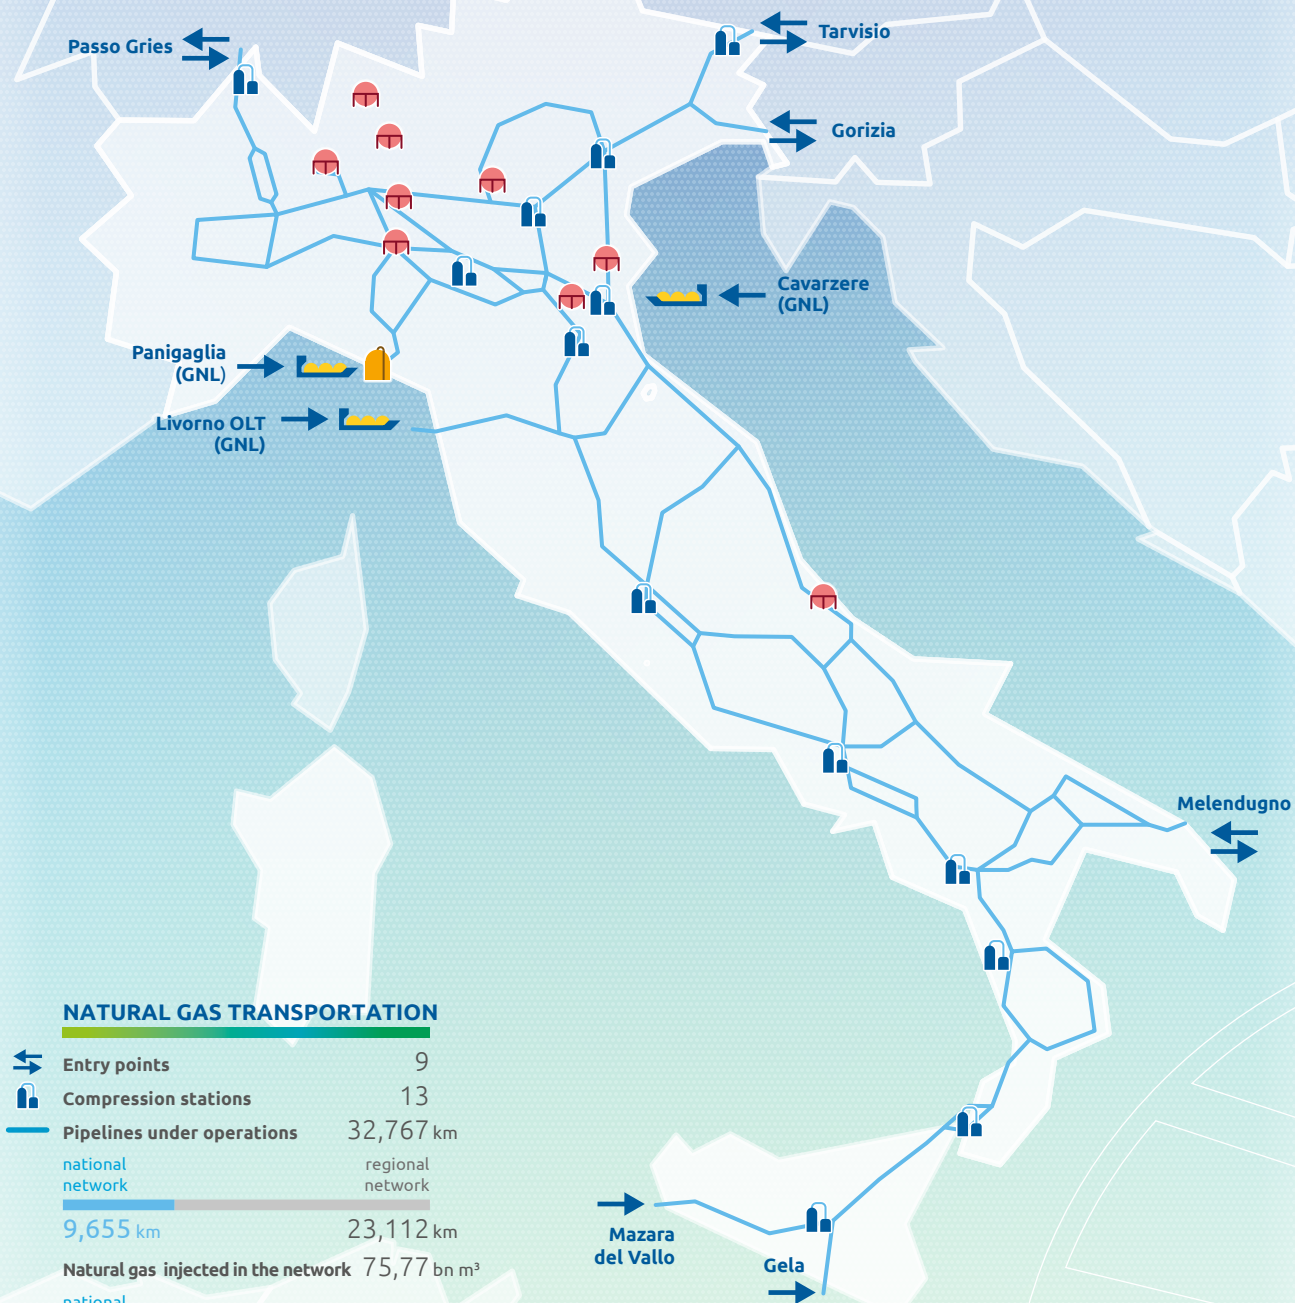 Passo Gries
Tarvisio
Gorizia
Cavarzere
(GNL)
Panigaglia
(GNL)
Livorno OLT
(GNL)
Melendugno
NATURAL GAS TRANSPORTATION
Entry points 9
Compression stations 13
Pipelines under operations 32,767 km
national regional
network network
9,655 km 23,112 km
Natural gas injected in the network 75,77 bn m³
national
Mazara
del Vallo
Gela